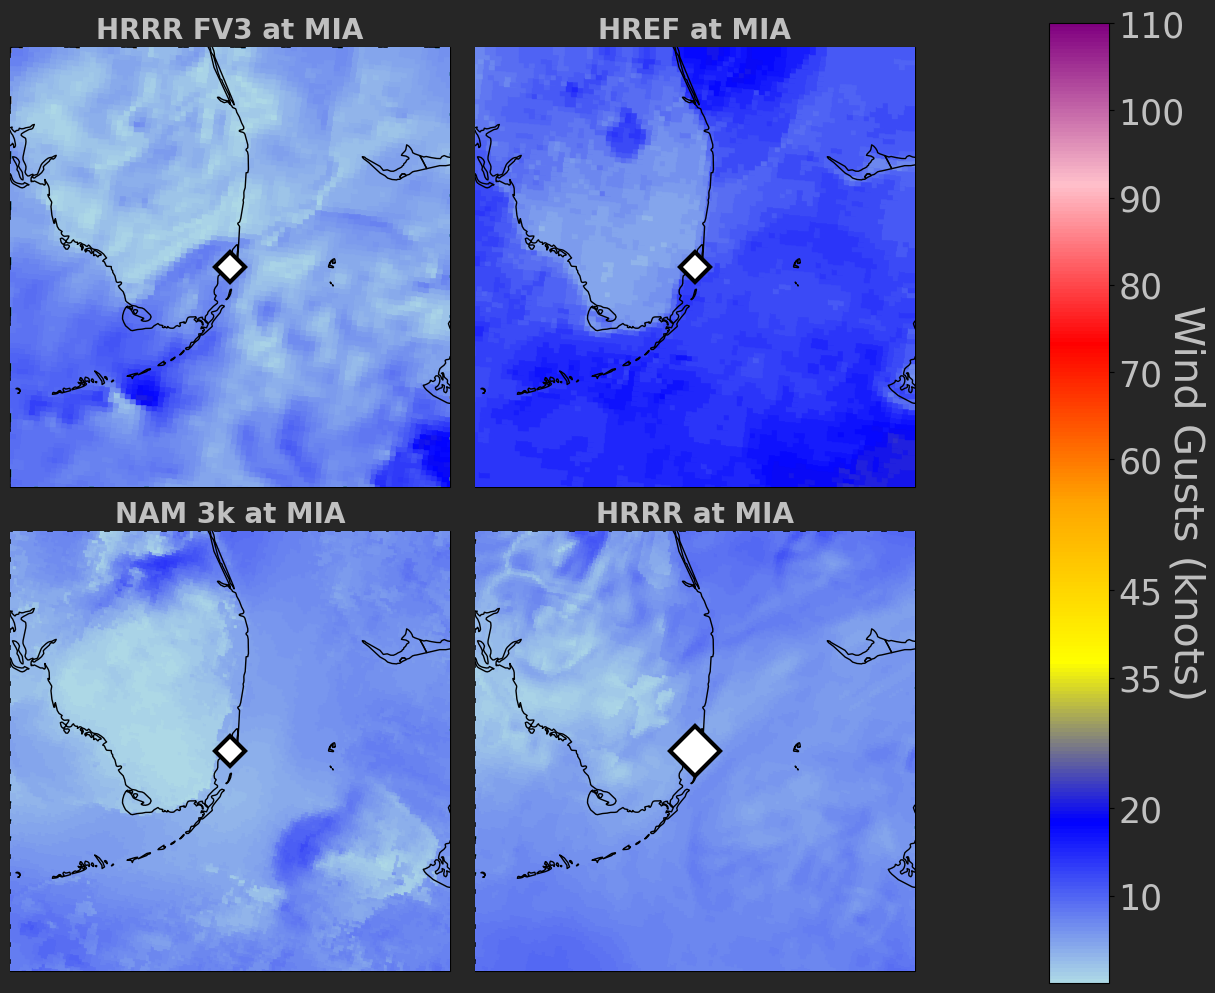 HRRR FV3 at MIA
HREF at MIA
NAM 3k at MIA
HRRR at MIA
110
100
90
80
70
60
45
35
20
10
Wind Gusts (knots)